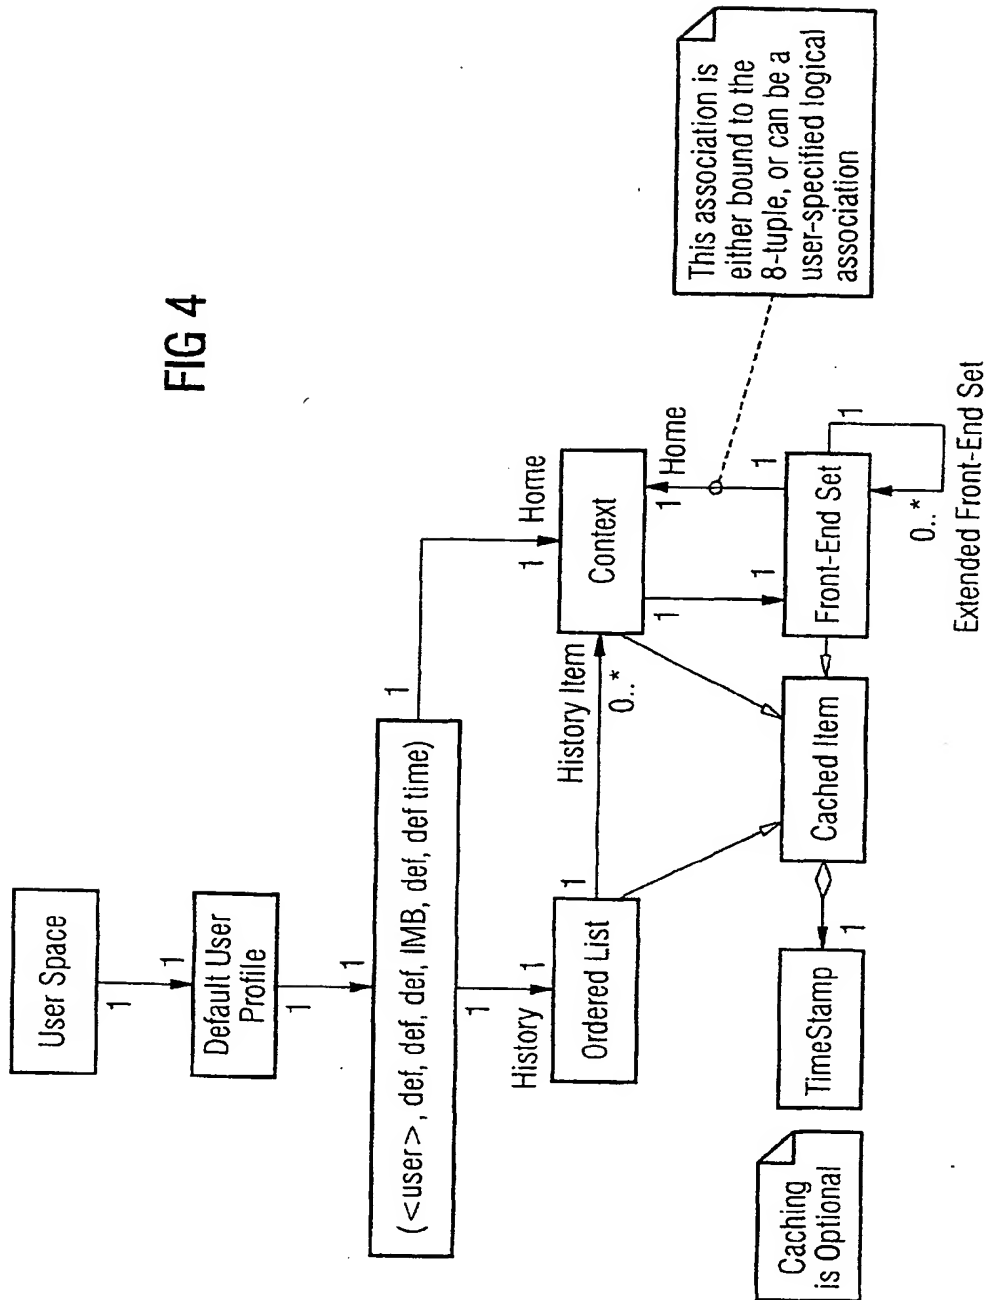 FIG 4
User Space
1
1
Default User
Profile
1
1
(<user>, def, def, def, IMB, def, def time)
1
1
History
1
1
Home
Ordered List
1
History Item
0..*
Context
1
Home
1
1
1
This association is
either bound to the
8-tuple, or can be a
user-specified logical
association
Caching
is Optional
TimeStamp
1
Cached Item
Front-End Set
1
0..*
Extended Front-End Set